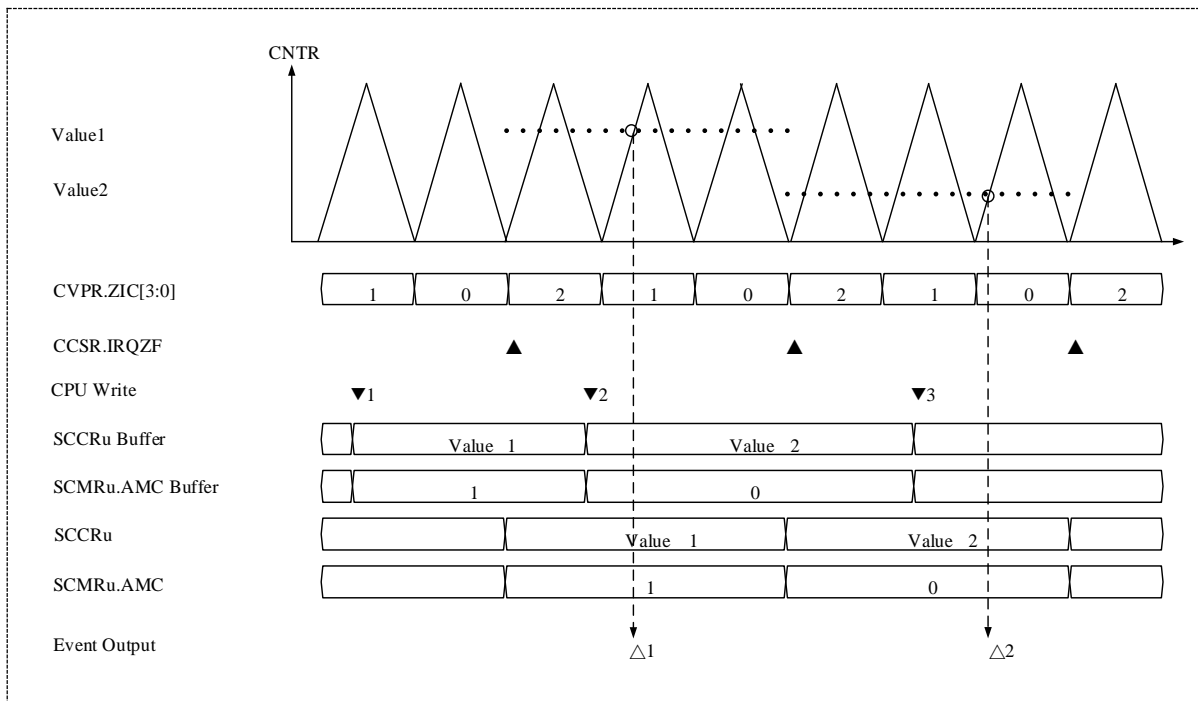 CNTR
Value1
Value2
CVPR.ZIC[3:0] 1 0 2 1 0 2 1 0 2
CCSR.IRQZF ▲ ▲ ▲
CPU Write ▼1 ▼2 ▼3
SCCRu Buffer Value 1 Value 2
SCMRu.AMC Buffer 1 0
SCCRu Value 1 Value 2
SCMRu.AMC 1 0
Event Output △1 △2